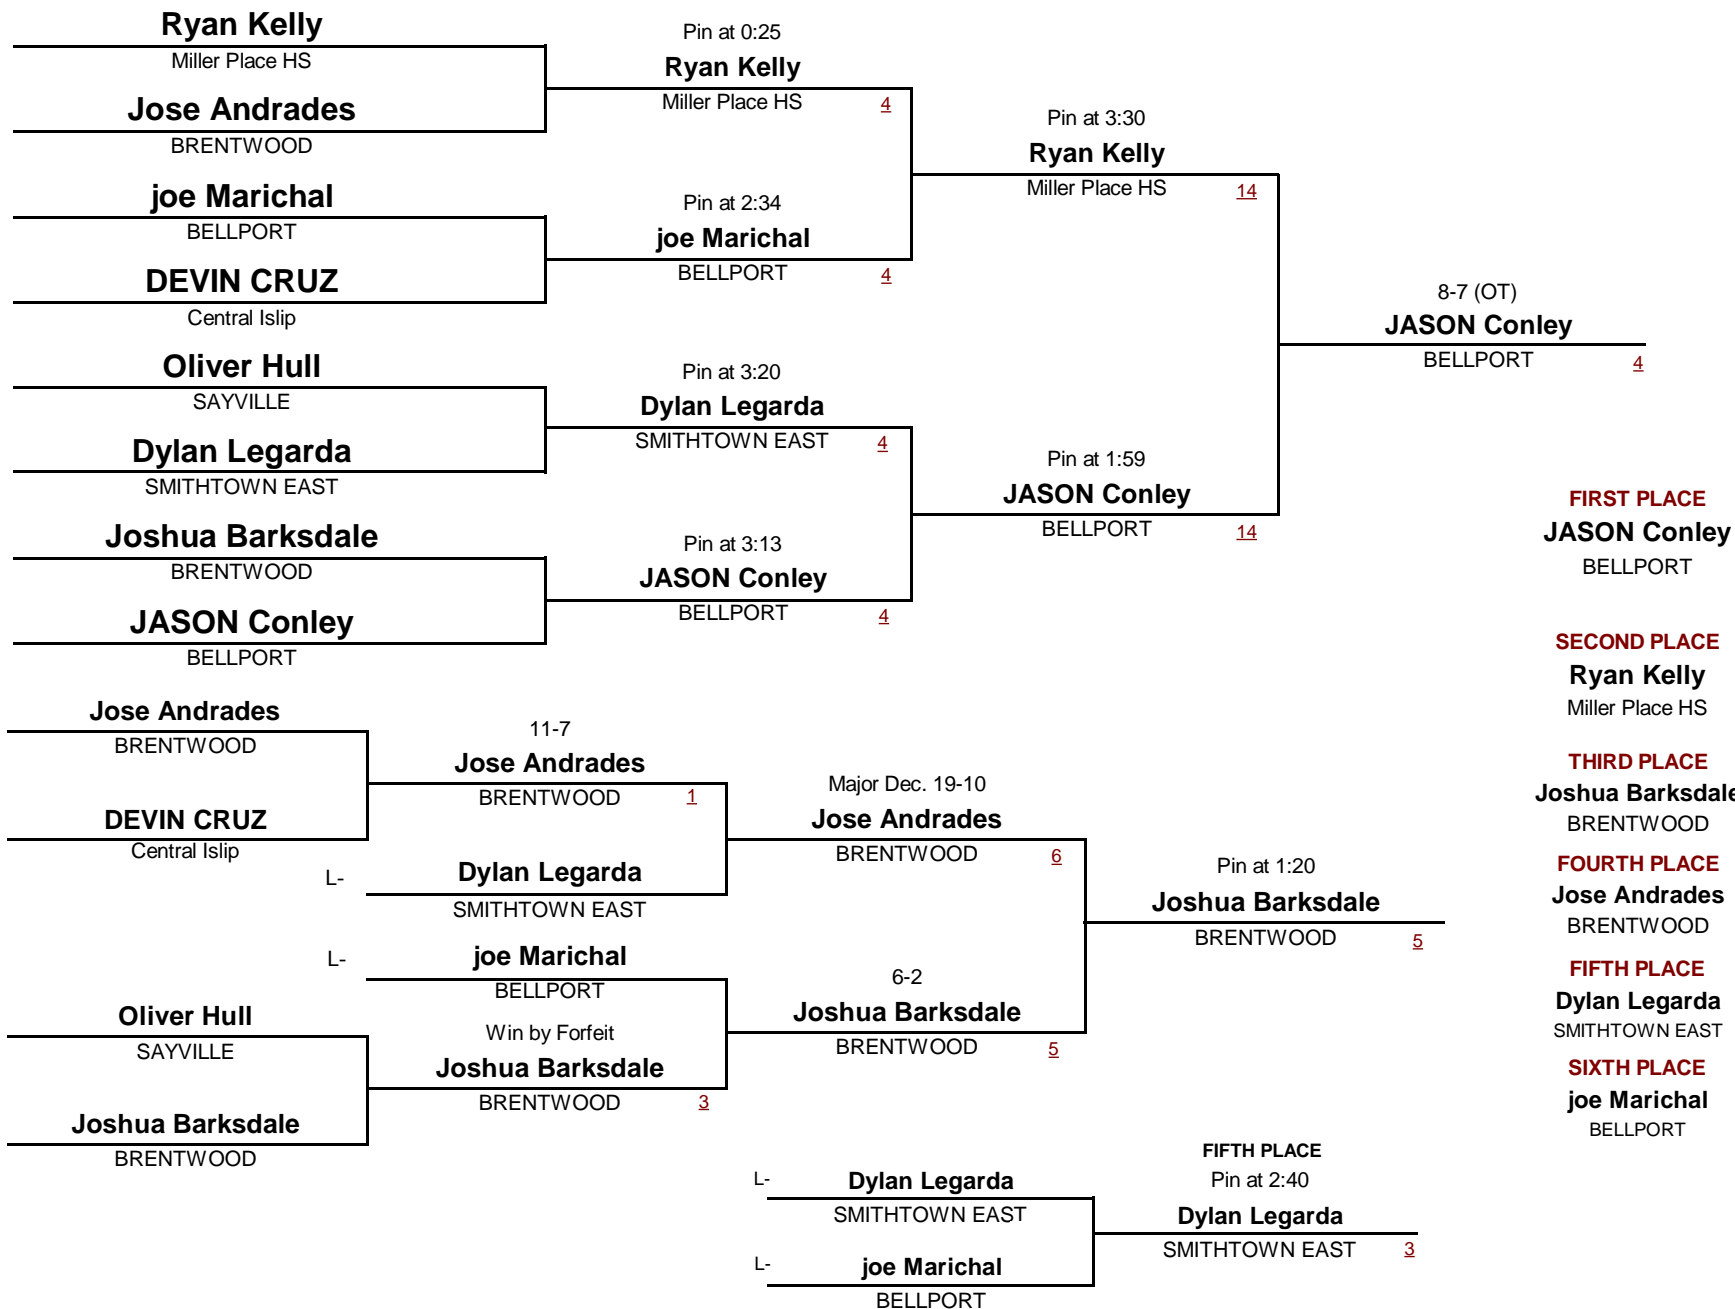 Ryan Kelly
Miller Place HS
Jose Andrades
BRENTWOOD
joe Marichal
BELLPORT
DEVIN CRUZ
Central Islip
Oliver Hull
SAYVILLE
Dylan Legarda
SMITHTOWN EAST
Joshua Barksdale
BRENTWOOD
JASON Conley
BELLPORT
Pin at 0:25
Ryan Kelly
Miller Place HS 4
Pin at 2:34
joe Marichal
BELLPORT 4
Pin at 3:20
Dylan Legarda
SMITHTOWN EAST 4
Pin at 3:13
JASON Conley
BELLPORT 4
Pin at 3:30
Ryan Kelly
Miller Place HS 14
Pin at 1:59
JASON Conley
BELLPORT 14
8-7 (OT)
JASON Conley
BELLPORT 4
Jose Andrades
BRENTWOOD
DEVIN CRUZ
Central Islip
Oliver Hull
SAYVILLE
Joshua Barksdale
BRENTWOOD
11-7
Jose Andrades
BRENTWOOD 1
L- Dylan Legarda
SMITHTOWN EAST
L- joe Marichal
BELLPORT
Win by Forfeit
Joshua Barksdale
BRENTWOOD 3
Major Dec. 19-10
Jose Andrades
BRENTWOOD 6
6-2
Joshua Barksdale
BRENTWOOD 5
Pin at 1:20
Joshua Barksdale
BRENTWOOD 5
L- Dylan Legarda
SMITHTOWN EAST
L- joe Marichal
BELLPORT
FIFTH PLACE
Pin at 2:40
Dylan Legarda
SMITHTOWN EAST 3
FIRST PLACE
JASON Conley
BELLPORT
SECOND PLACE
Ryan Kelly
Miller Place HS
THIRD PLACE
Joshua Barksdale
BRENTWOOD
FOURTH PLACE
Jose Andrades
BRENTWOOD
FIFTH PLACE
Dylan Legarda
SMITHTOWN EAST
SIXTH PLACE
joe Marichal
BELLPORT